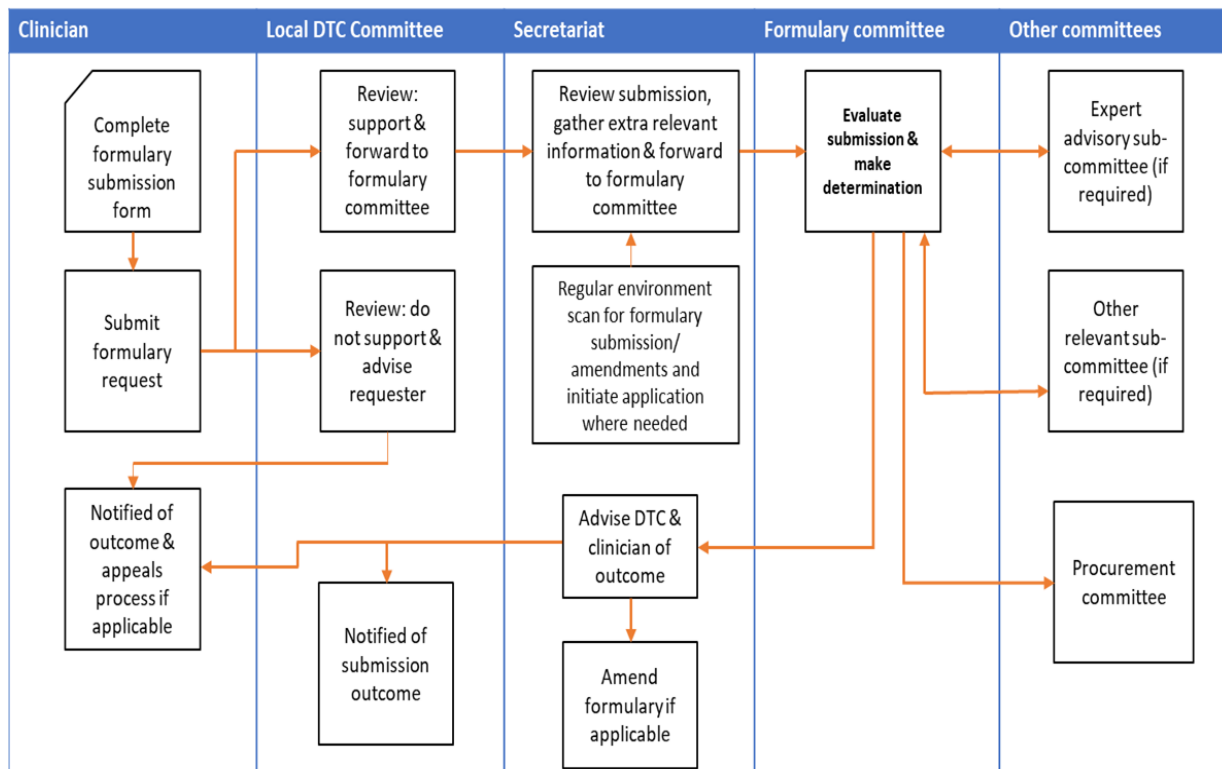 Clinician
Local DTC Committee
Secretariat
Formulary committee
Other committees
Complete
formulary
submission
form
Review:
support &
forward to
formulary
committee
Review submission,
gather extra relevant
information & forward
to formulary
committee
Evaluate
submission &
make
determination
Expert
advisory sub-
committee (if
required)
Submit
formulary
request
Review: do
not support &
advise
requester
Regular environment
scan for formulary
submission/
amendments and
initiate application
where needed
Other
relevant sub-
committee (if
required)
Notified of
outcome &
appeals
process if
applicable
Notified of
submission
outcome
Advise DTC &
clinician of
outcome
Amend
formulary if
applicable
Procurement
committee